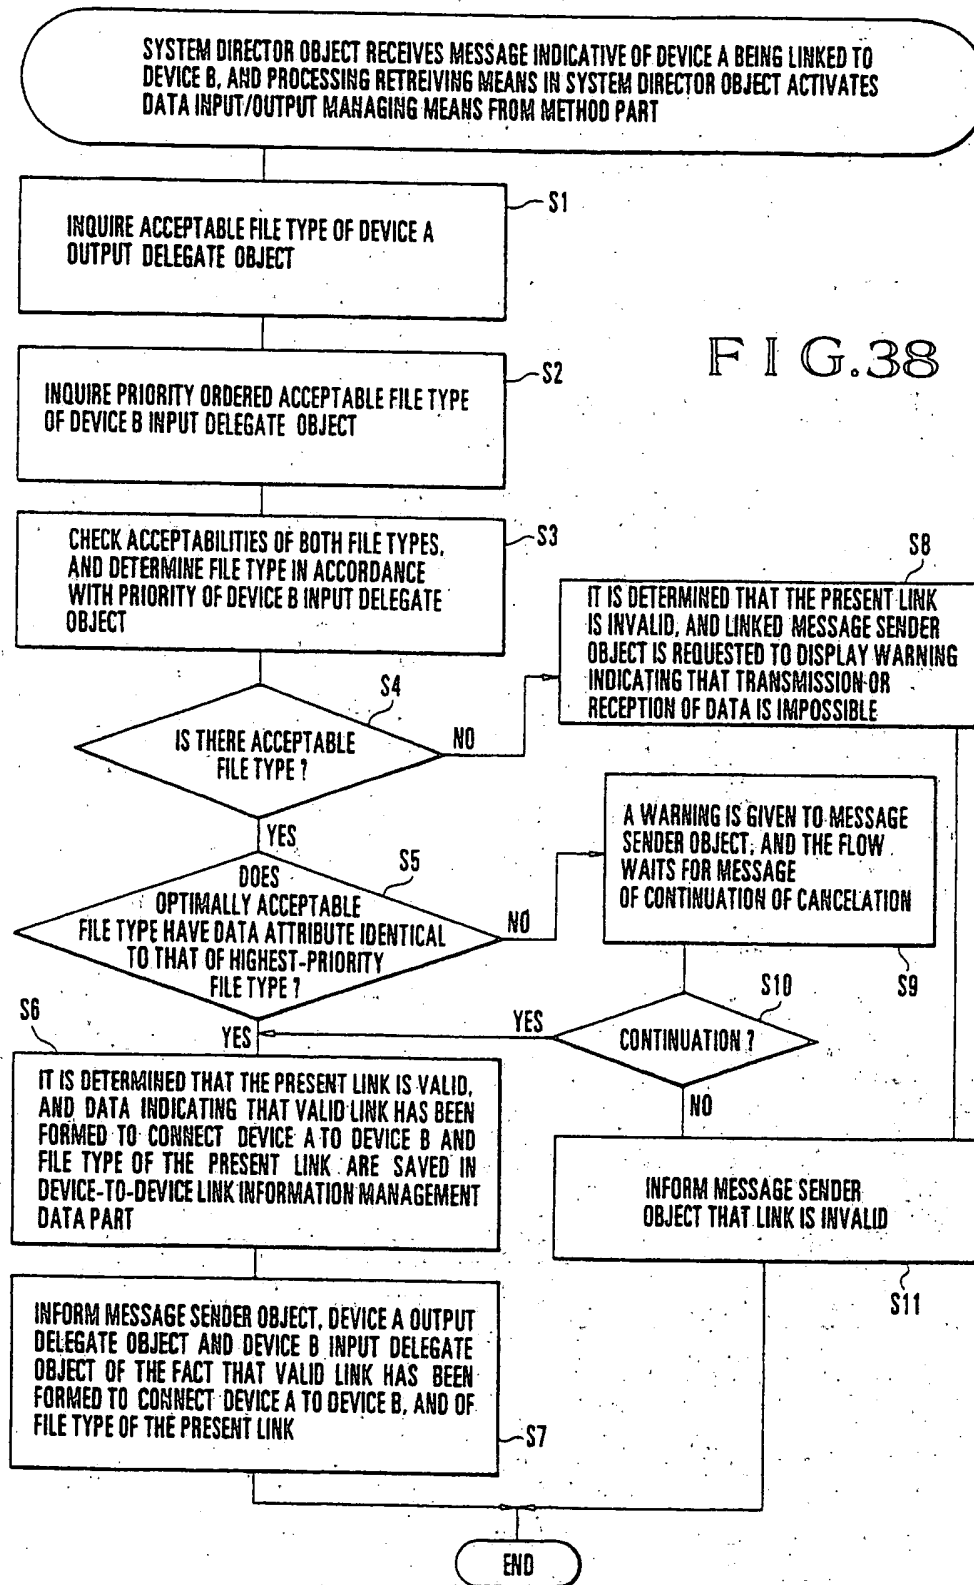 SYSTEM DIRECTOR OBJECT RECEIVES MESSAGE INDICATIVE OF DEVICE A BEING LINKED TO
DEVICE B, AND PROCESSING RETREIVING MEANS IN SYSTEM DIRECTOR OBJECT ACTIVATES
DATA INPUT/OUTPUT MANAGING MEANS FROM METHOD PART
S1
INQUIRE ACCEPTABLE FILE TYPE OF DEVICE A
OUTPUT DELEGATE OBJECT
FIG.38
S2
INQUIRE PRIORITY ORDERED ACCEPTABLE FILE TYPE
OF DEVICE B INPUT DELEGATE OBJECT
S3
CHECK ACCEPTABILITIES OF BOTH FILE TYPES,
AND DETERMINE FILE TYPE IN ACCORDANCE
WITH PRIORITY OF DEVICE B INPUT DELEGATE
OBJECT
S8
IT IS DETERMINED THAT THE PRESENT LINK
IS INVALID, AND LINKED MESSAGE SENDER
OBJECT IS REQUESTED TO DISPLAY WARNING
INDICATING THAT TRANSMISSION OR
RECEPTION OF DATA IS IMPOSSIBLE
S4
IS THERE ACCEPTABLE
FILE TYPE ?
NO
YES
S5
DOES
OPTIMALLY ACCEPTABLE
FILE TYPE HAVE DATA ATTRIBUTE IDENTICAL
TO THAT OF HIGHEST-PRIORITY
FILE TYPE ?
NO
YES
A WARNING IS GIVEN TO MESSAGE
SENDER OBJECT, AND THE FLOW
WAITS FOR MESSAGE
OF CONTINUATION OF CANCELATION
S9
S10
CONTINUATION ?
YES
NO
S6
IT IS DETERMINED THAT THE PRESENT LINK IS VALID,
AND DATA INDICATING THAT VALID LINK HAS BEEN
FORMED TO CONNECT DEVICE A TO DEVICE B AND
FILE TYPE OF THE PRESENT LINK ARE SAVED IN
DEVICE-TO-DEVICE LINK INFORMATION MANAGEMENT
DATA PART
INFORM MESSAGE SENDER
OBJECT THAT LINK IS INVALID
S11
INFORM MESSAGE SENDER OBJECT, DEVICE A OUTPUT
DELEGATE OBJECT AND DEVICE B INPUT DELEGATE
OBJECT OF THE FACT THAT VALID LINK HAS BEEN
FORMED TO CONNECT DEVICE A TO DEVICE B, AND OF
FILE TYPE OF THE PRESENT LINK
S7
END